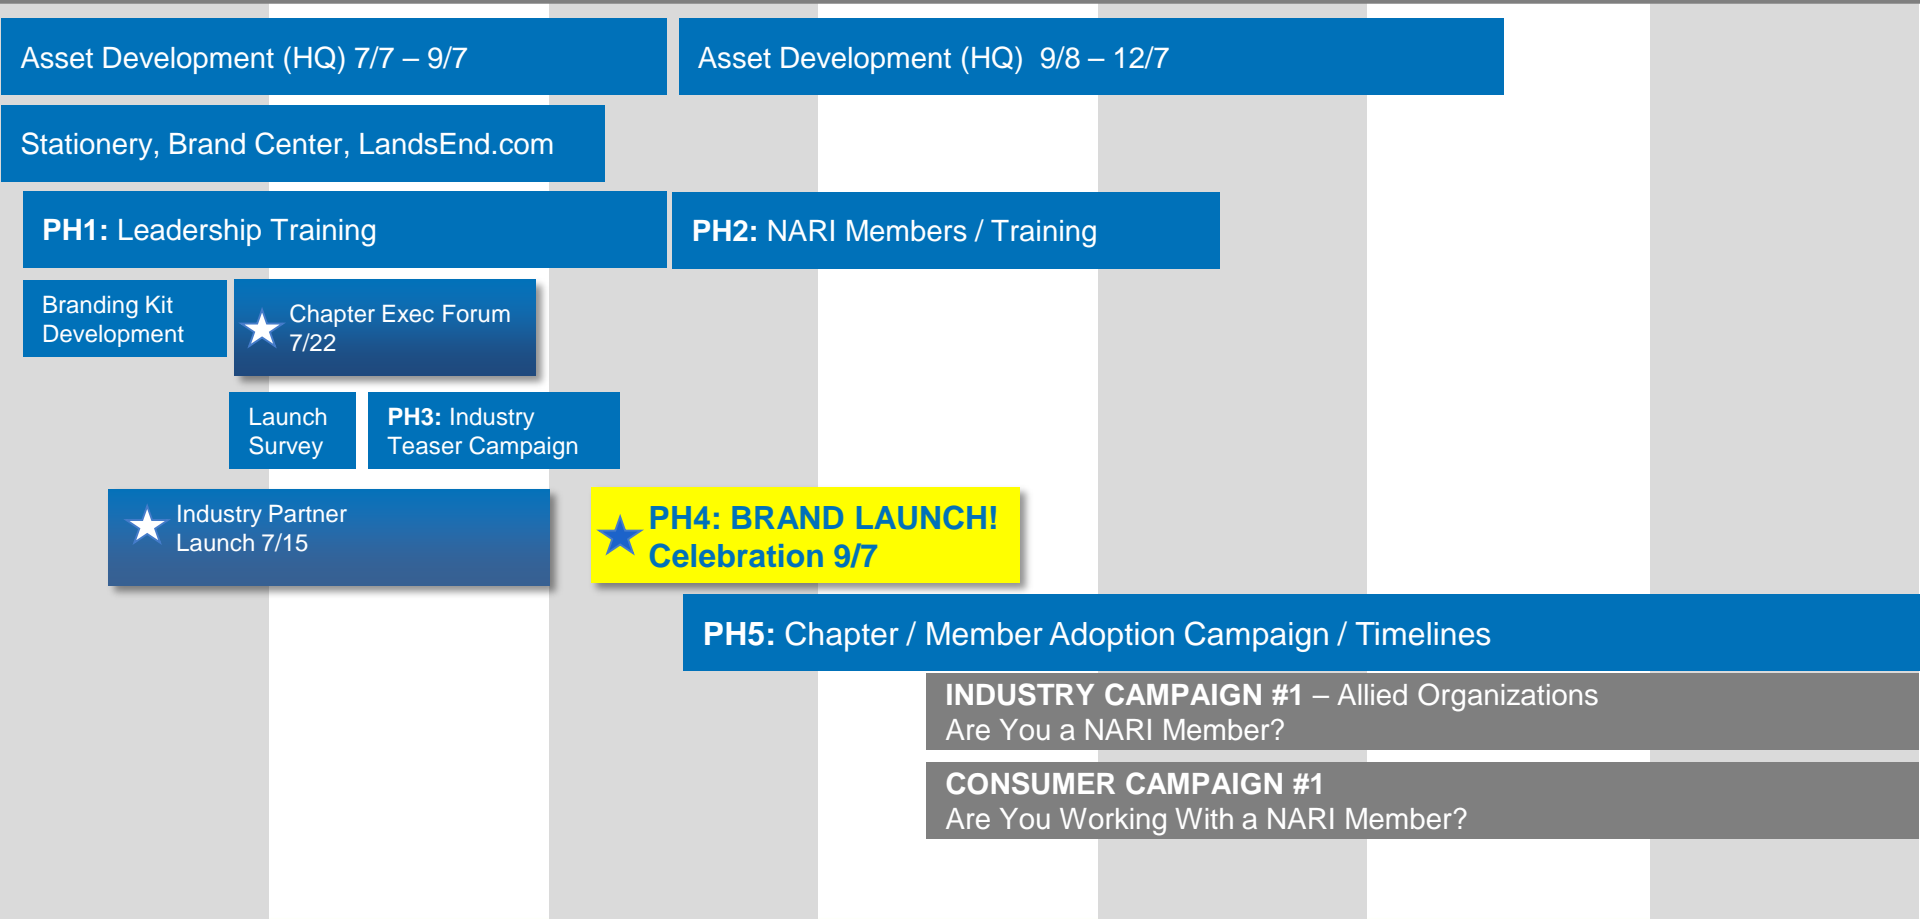 Asset Development (HQ) 7/7 – 9/7
Asset Development (HQ)  9/8 – 12/7
Stationery, Brand Center, LandsEnd.com
PH1: Leadership Training
PH2: NARI Members / Training
Branding Kit
Development
Chapter Exec Forum
7/22
Launch
Survey
PH3: Industry
Teaser Campaign
Industry Partner
Launch 7/15
PH4: BRAND LAUNCH!
Celebration 9/7
PH5: Chapter / Member Adoption Campaign / Timelines
INDUSTRY CAMPAIGN #1 – Allied Organizations
Are You a NARI Member?
CONSUMER CAMPAIGN #1
Are You Working With a NARI Member?